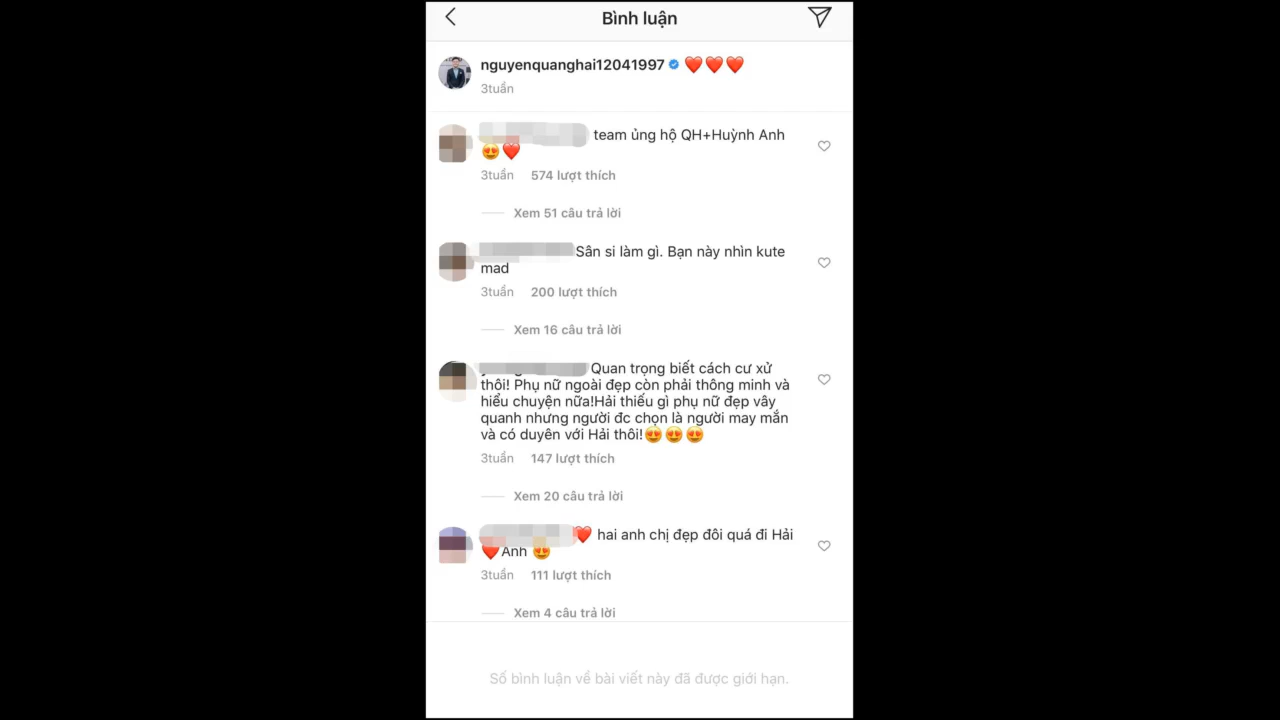 Bình luận
nguyenquanghai12041997 ❤️❤️❤️
3tuần
team ủng hộ QH+Huỳnh Anh
😍❤️
3tuần 574 lượt thích
Xem 51 câu trả lời
Sân si làm gì. Bạn này nhìn kute
mad
3tuần 200 lượt thích
Xem 16 câu trả lời
Quan trọng biết cách cư xử
thôi! Phụ nữ ngoài đẹp còn phải thông minh và
hiểu chuyện nữa!Hải thiếu gì phụ nữ đẹp vây
quanh nhưng người đc chọn là người may mắn
và có duyên với Hải thôi!😍😍😍
3tuần 147 lượt thích
Xem 20 câu trả lời
❤️ hai anh chị đẹp đôi quá đi Hải
❤️Anh 😍
3tuần 111 lượt thích
Xem 4 câu trả lời
Số bình luận về bài viết này đã được giới hạn.